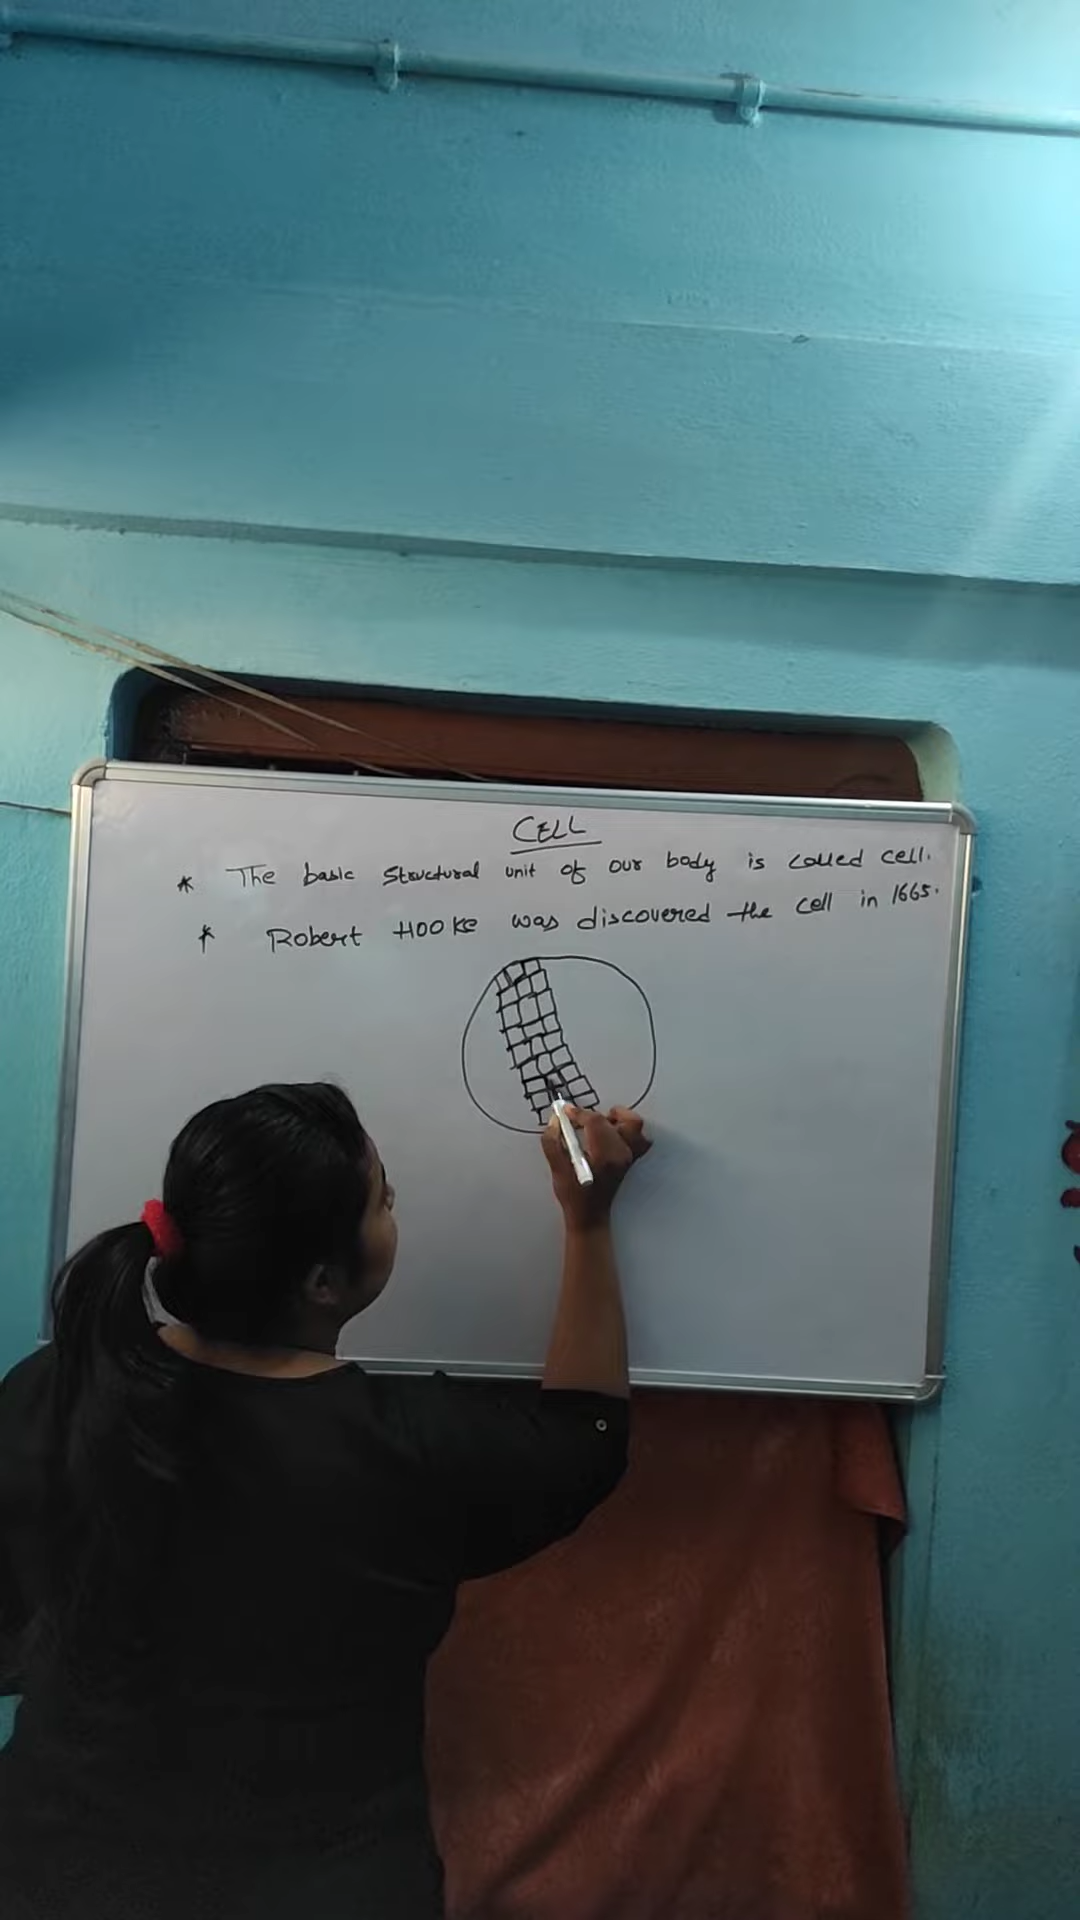 CELL
* The basic structural unit of our body is called cell.
* Robert HOOKe was discovered the cell in 1665.